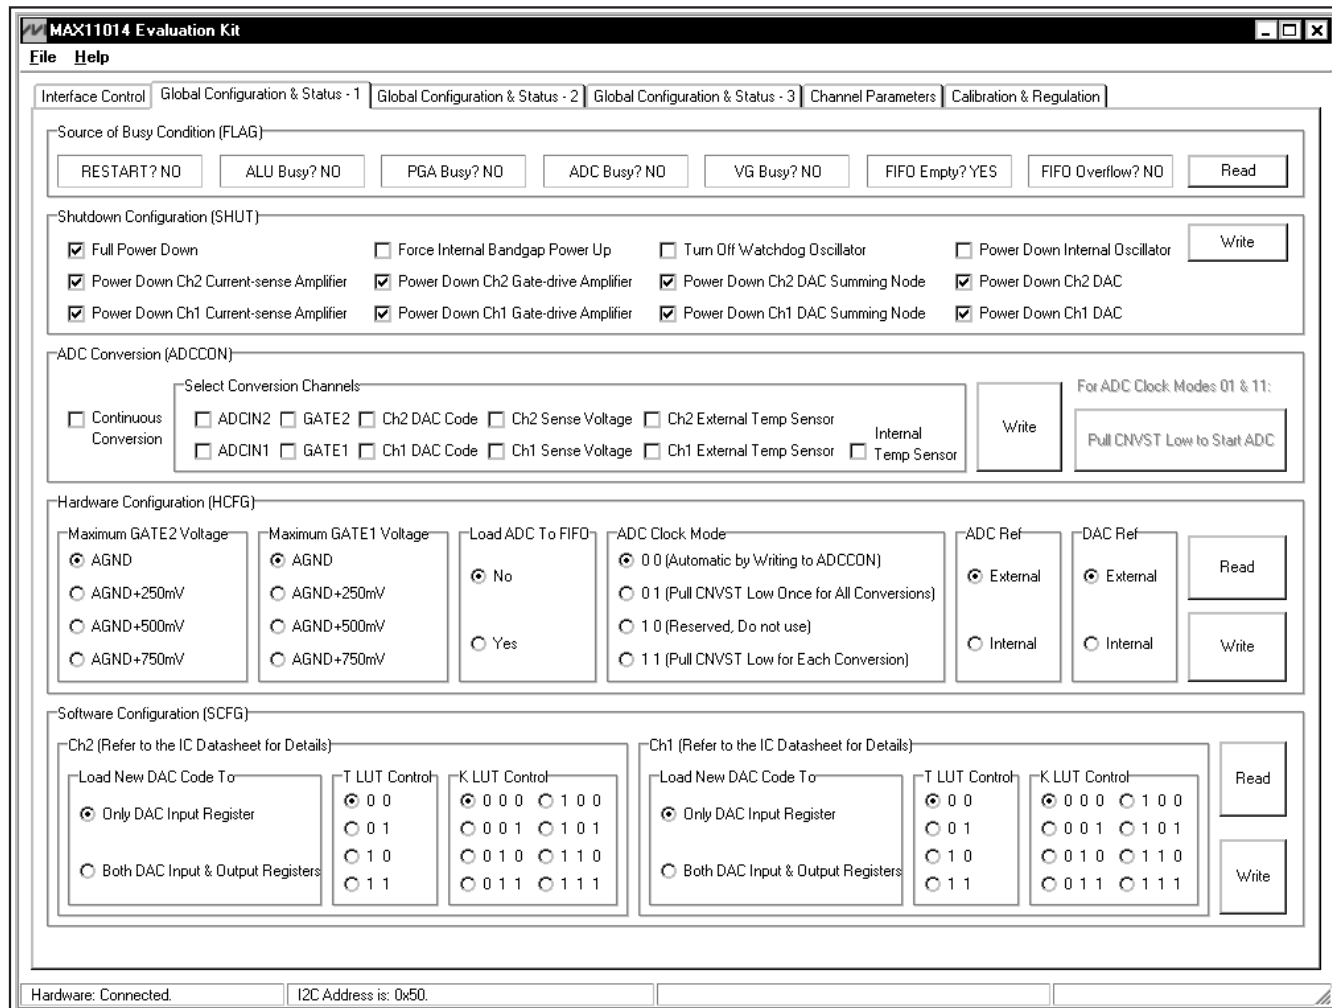 MAX11014 Evaluation Kit
File Help
Interface Control Global Configuration & Status - 1 Global Configuration & Status - 2 Global Configuration & Status - 3 Channel Parameters Calibration & Regulation
Source of Busy Condition (FLAG)
RESTART? NO ALU Busy? NO PGA Busy? NO ADC Busy? NO VG Busy? NO FIFO Empty? YES FIFO Overflow? NO Read
Shutdown Configuration (SHUT)
Full Power Down Force Internal Bandgap Power Up Turn Off Watchdog Oscillator Power Down Internal Oscillator Write
Power Down Ch2 Current-sense Amplifier Power Down Ch2 Gate-drive Amplifier Power Down Ch2 DAC Summing Node Power Down Ch2 DAC
Power Down Ch1 Current-sense Amplifier Power Down Ch1 Gate-drive Amplifier Power Down Ch1 DAC Summing Node Power Down Ch1 DAC
ADC Conversion (ADCCON)
Continuous
Conversion
Select Conversion Channels
ADCIN2 GATE2 Ch2 DAC Code Ch2 Sense Voltage Ch2 External Temp Sensor
ADCIN1 GATE1 Ch1 DAC Code Ch1 Sense Voltage Ch1 External Temp Sensor
Internal
Temp Sensor
Write
For ADC Clock Modes 01 & 11:
Pull CNVST Low to Start ADC
Hardware Configuration (HCFG)
Maximum GATE2 Voltage
AGND
AGND+250mV
AGND+500mV
AGND+750mV
Maximum GATE1 Voltage
AGND
AGND+250mV
AGND+500mV
AGND+750mV
Load ADC To FIFO
No
Yes
ADC Clock Mode
0 0 (Automatic by Writing to ADCCON)
0 1 (Pull CNVST Low Once for All Conversions)
1 0 (Reserved, Do not use)
1 1 (Pull CNVST Low for Each Conversion)
ADC Ref
External
Internal
DAC Ref
External
Internal
Read
Write
Software Configuration (SCFG)
Ch2 (Refer to the IC Datasheet for Details)
Load New DAC Code To
Only DAC Input Register
Both DAC Input & Output Registers
T LUT Control
0 0
0 1
1 0
1 1
K LUT Control
0 0 0 1 0 0
0 0 1 1 0 1
0 1 0 1 1 0
0 1 1 1 1 1
Ch1 (Refer to the IC Datasheet for Details)
Load New DAC Code To
Only DAC Input Register
Both DAC Input & Output Registers
T LUT Control
0 0
0 1
1 0
1 1
K LUT Control
0 0 0 1 0 0
0 0 1 1 0 1
0 1 0 1 1 0
0 1 1 1 1 1
Read
Write
Hardware: Connected. I2C Address is: 0x50.